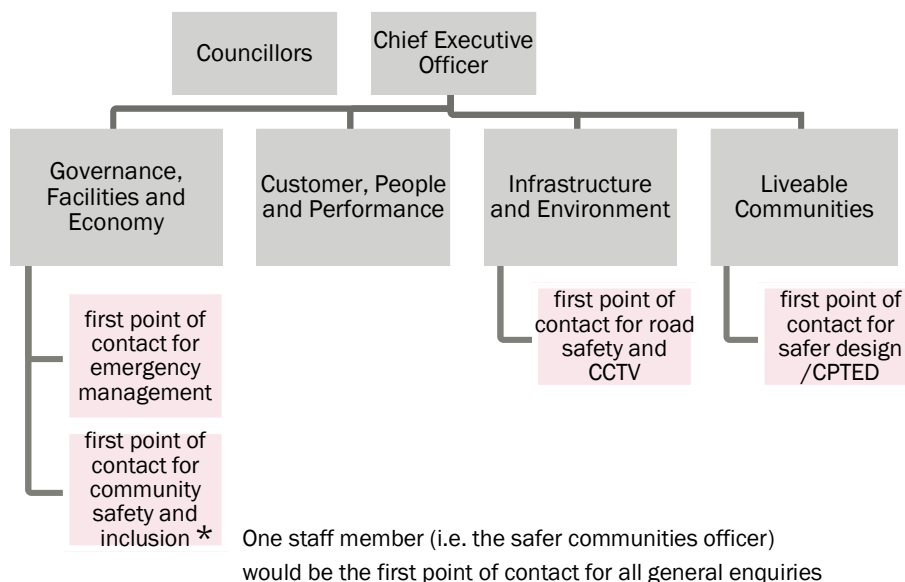 Councillors
Chief Executive
Officer
Governance,
Facilities and
Economy
Customer, People
and Performance
Infrastructure
and Environment
Liveable
Communities
first point of
contact for
emergency
management
first point of
contact for road
safety and
CCTV
first point of
contact for
safer design
/CPTED
first point of
contact for
community
safety and
inclusion *
One staff member (i.e. the safer communities officer)
would be the first point of contact for all general enquiries